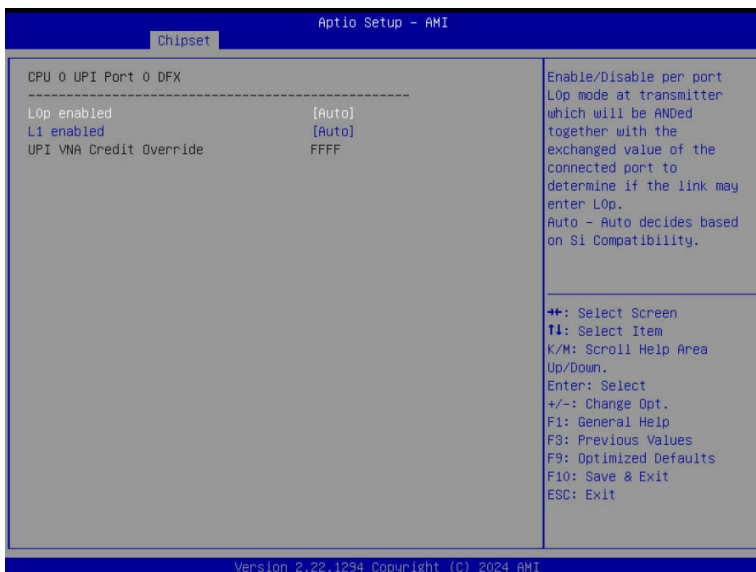 Aptio Setup – AMI
Chipset
CPU 0 UPI Port 0 DFX
--------------------------------------------------
L0p enabled [Auto]
L1 enabled [Auto]
UPI VNA Credit Override FFFF
Enable/Disable per port
L0p mode at transmitter
which will be ANDed
together with the
exchanged value of the
connected port to
determine if the link may
enter L0p.
Auto – Auto decides based
on Si Compatibility.
→←: Select Screen
↑↓: Select Item
K/M: Scroll Help Area
Up/Down.
Enter: Select
+/-: Change Opt.
F1: General Help
F3: Previous Values
F9: Optimized Defaults
F10: Save & Exit
ESC: Exit
Version 2.22.1294 Copyright (C) 2024 AMI